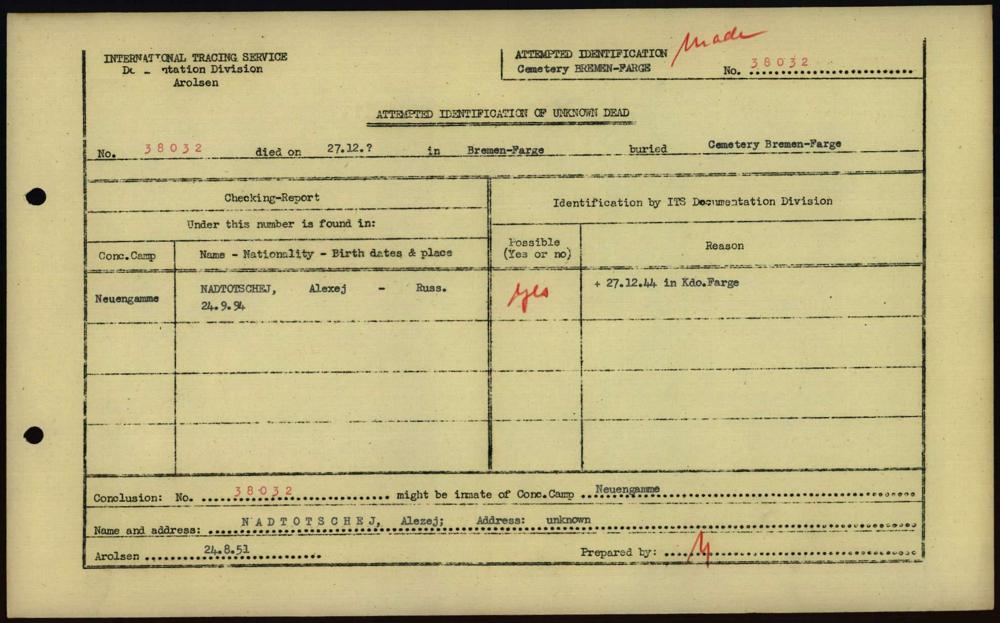 INTERNATIONAL TRACING SERVICE
Documentation Division
Arolsen
ATTEMPTED IDENTIFICATION made
Cemetery BREMEN-FARGE No. 38032
ATTEMPTED IDENTIFICATION OF UNKNOWN DEAD
No. 38032 died on 27.12.? in Bremen-Farge buried Cemetery Bremen-Farge
Checking-Report
Under this number is found in:
Identification by ITS Documentation Division
Conc.Camp Name - Nationality - Birth dates & place Possible (Yes or no) Reason
Neuengamme NADTOTSCHEJ, Alexej - Russ. yes + 27.12.44 in Kdo.Farge
24.9.94
Conclusion: No. 38032 might be inmate of Conc.Camp Neuengamme
Name and address: NADTOTSCHEJ, Alezej; Address: unknown
Arolsen 24.8.51 Prepared by: